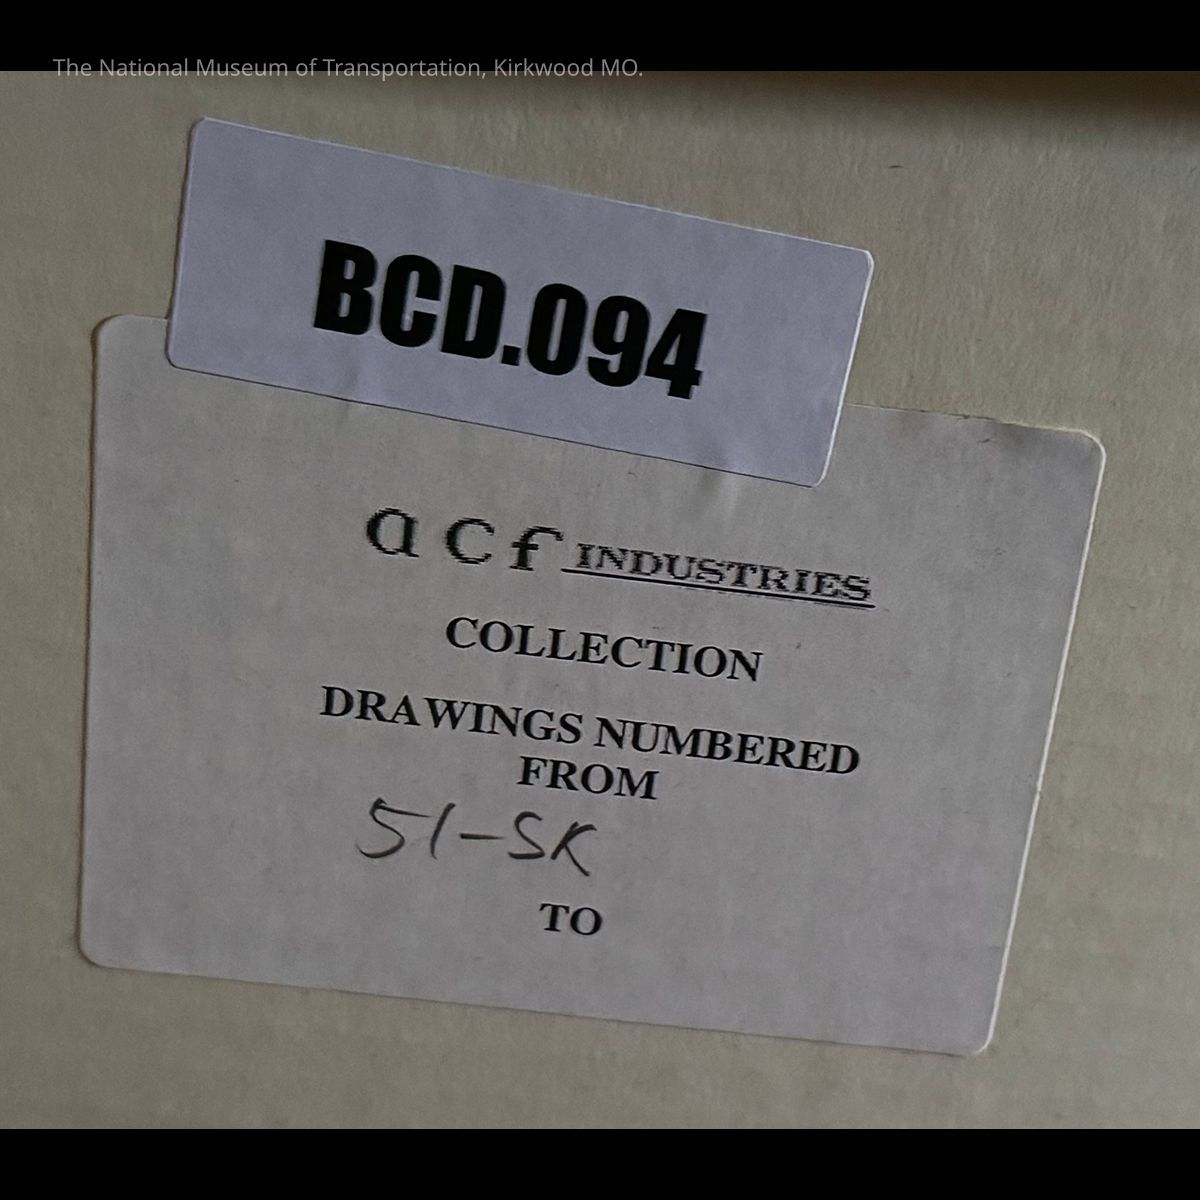 The National Museum of Transportation, Kirkwood MO.
BCD.094
acf INDUSTRIES
COLLECTION
DRAWINGS NUMBERED
FROM
51-SK
TO